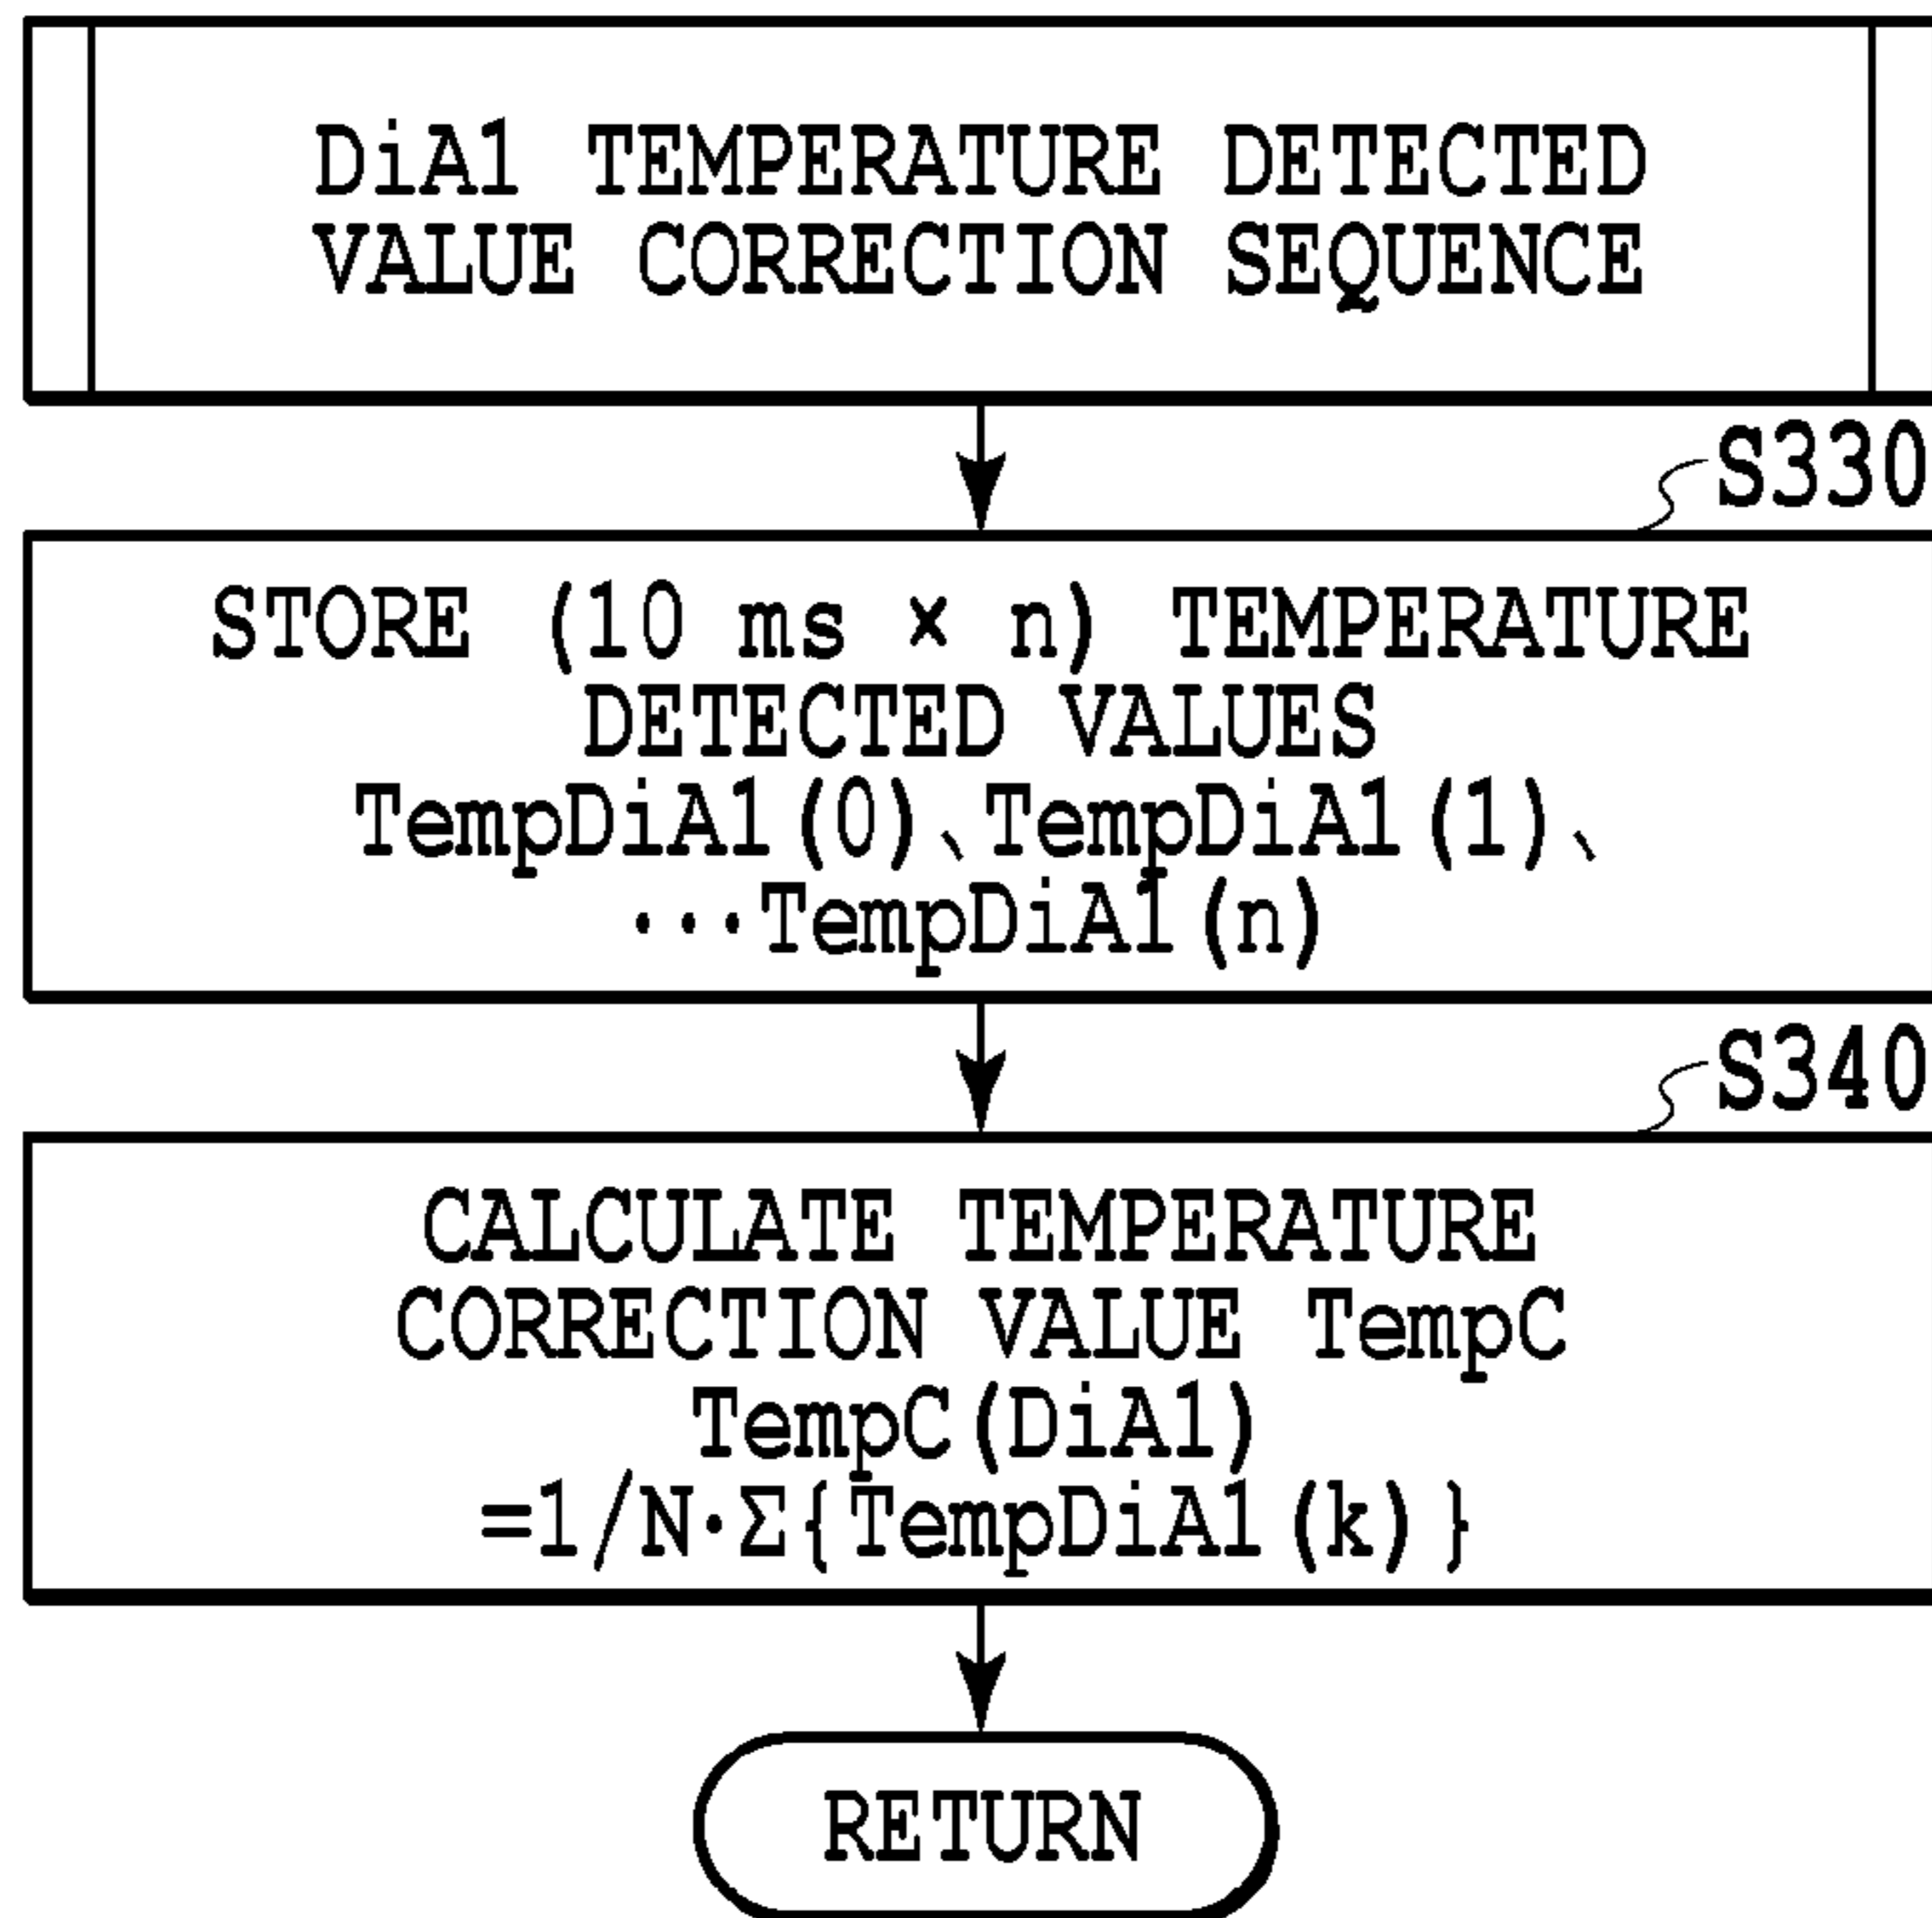 DiA1 TEMPERATURE DETECTED
VALUE CORRECTION SEQUENCE
S330
STORE (10 ms × n) TEMPERATURE
DETECTED VALUES
TempDiA1(0)、TempDiA1(1)、
···TempDiA1(n)
S340
CALCULATE TEMPERATURE
CORRECTION VALUE TempC
TempC(DiA1)
=1/N·Σ{TempDiA1(k)}
RETURN